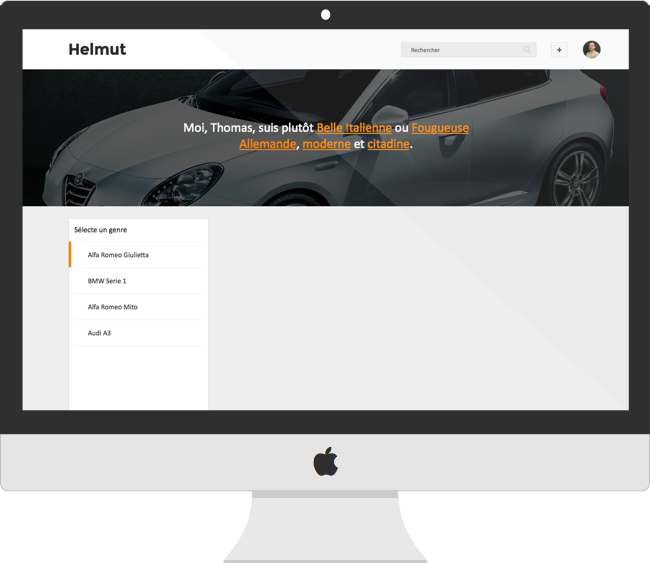 Helmut
Rechercher
+
Moi, Thomas, suis plutôt Belle Italienne ou Fougueuse
Allemande, moderne et citadine.
Sélecte un genre
Alfa Romeo Giulietta
BMW Serie 1
Alfa Romeo Mito
Audi A3